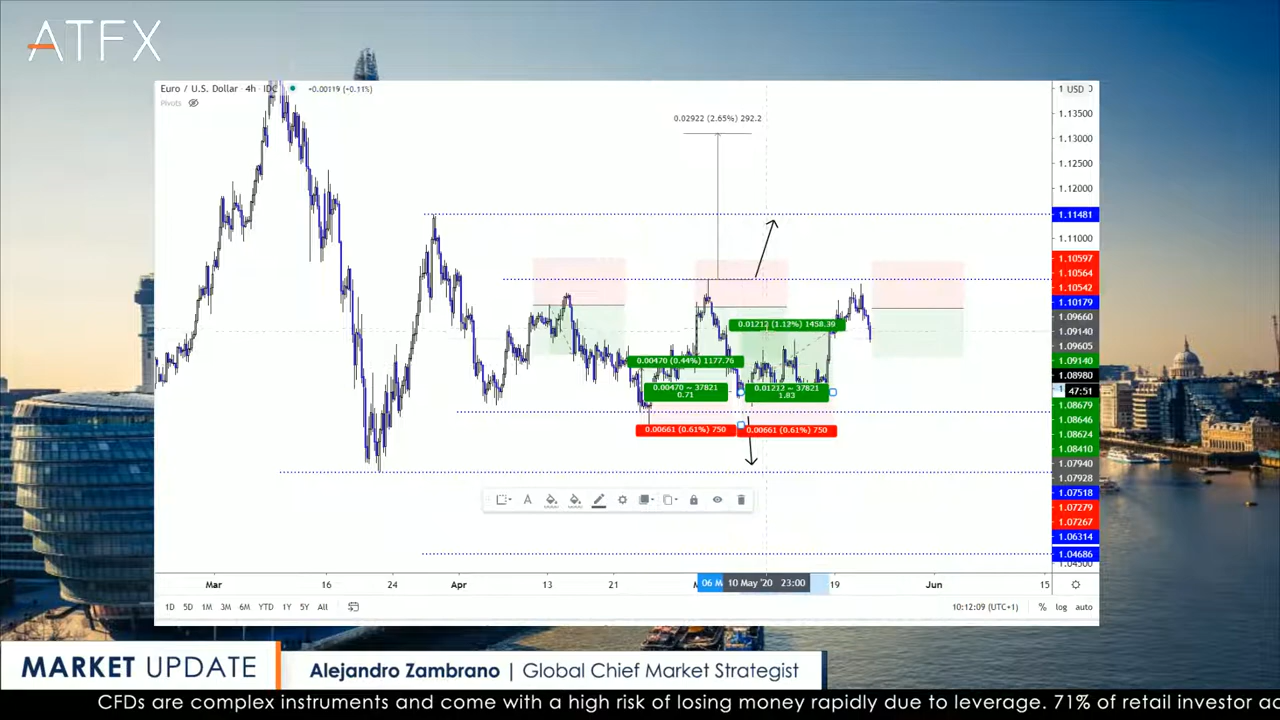 ATFX
Euro / U.S. Dollar · 4h · IDC +0.00119 (+0.11%)
Pivots
0.02922 (2.65%) 292.2
0.01212 (1.12%) 1458.39
0.00470 (0.44%) 1177.76
0.00470 ~ 37821
0.71
0.01212 ~ 37821
1.83
0.00661 (0.61%) 750
0.00661 (0.61%) 750
USD
1.13500
1.13000
1.12500
1.12000
1.11481
1.11000
1.10597
1.10564
1.10542
1.10179
1.09660
1.09140
1.09605
1.09140
1.08980
47:51
1.08679
1.08646
1.08624
1.08410
1.07940
1.07928
1.07518
1.07279
1.07267
1.06314
1.04686
1.04500
Mar 16 24 Apr 13 21 06 M 10 May '20 23:00 19 Jun 15
1D 5D 1M 3M 6M YTD 1Y 5Y All 10:12:09 (UTC+1) % log auto
MARKET UPDATE Alejandro Zambrano | Global Chief Market Strategist
CFDs are complex instruments and come with a high risk of losing money rapidly due to leverage. 71% of retail investor